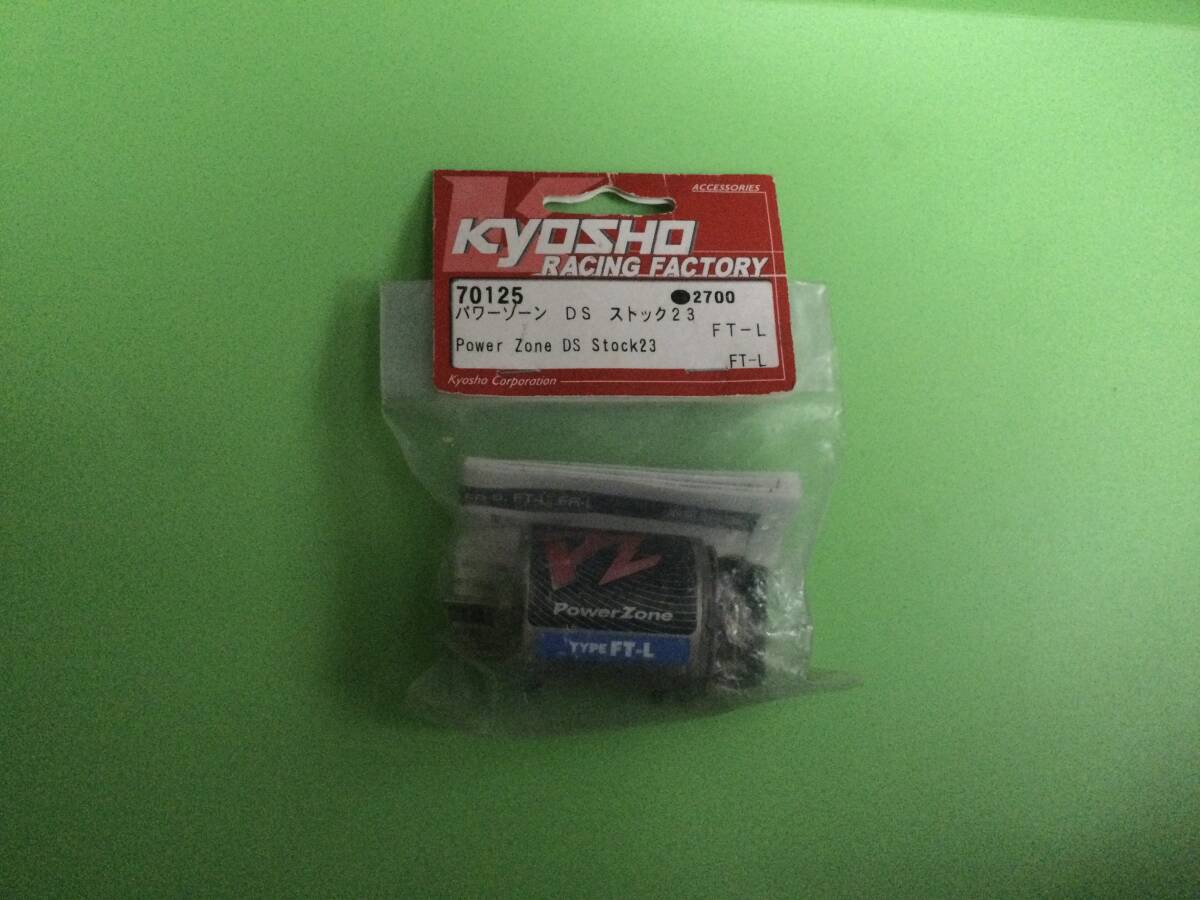 ACCESSORIES
KYOSHO
RACING FACTORY
70125 ●2700
パワーゾーン DS ストック23
FT-L
Power Zone DS Stock23
FT-L
Kyosho Corporation
FT-L
PowerZone
TYPE FT-L